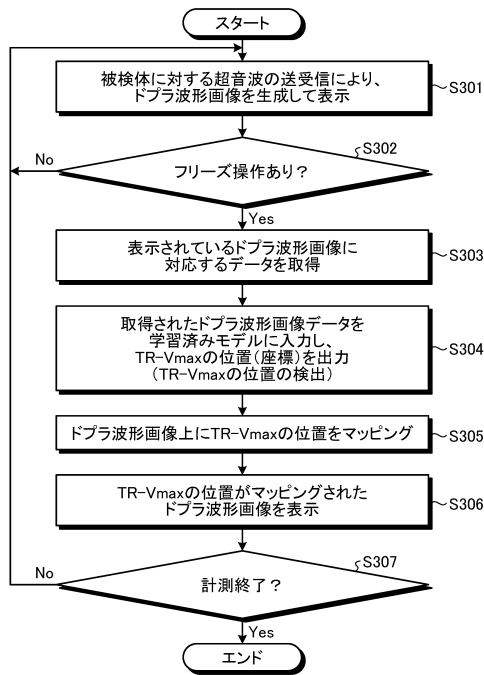 スタート
被検体に対する超音波の送受信により、
ドプラ波形画像を生成して表示
S301
S302
フリーズ操作あり？
No
Yes
表示されているドプラ波形画像に
対応するデータを取得
S303
取得されたドプラ波形画像データを
学習済みモデルに入力し、
TR-Vmaxの位置（座標）を出力
（TR-Vmaxの位置の検出）
S304
ドプラ波形画像上にTR-Vmaxの位置をマッピング
S305
TR-Vmaxの位置がマッピングされた
ドプラ波形画像を表示
S306
S307
計測終了？
No
Yes
エンド